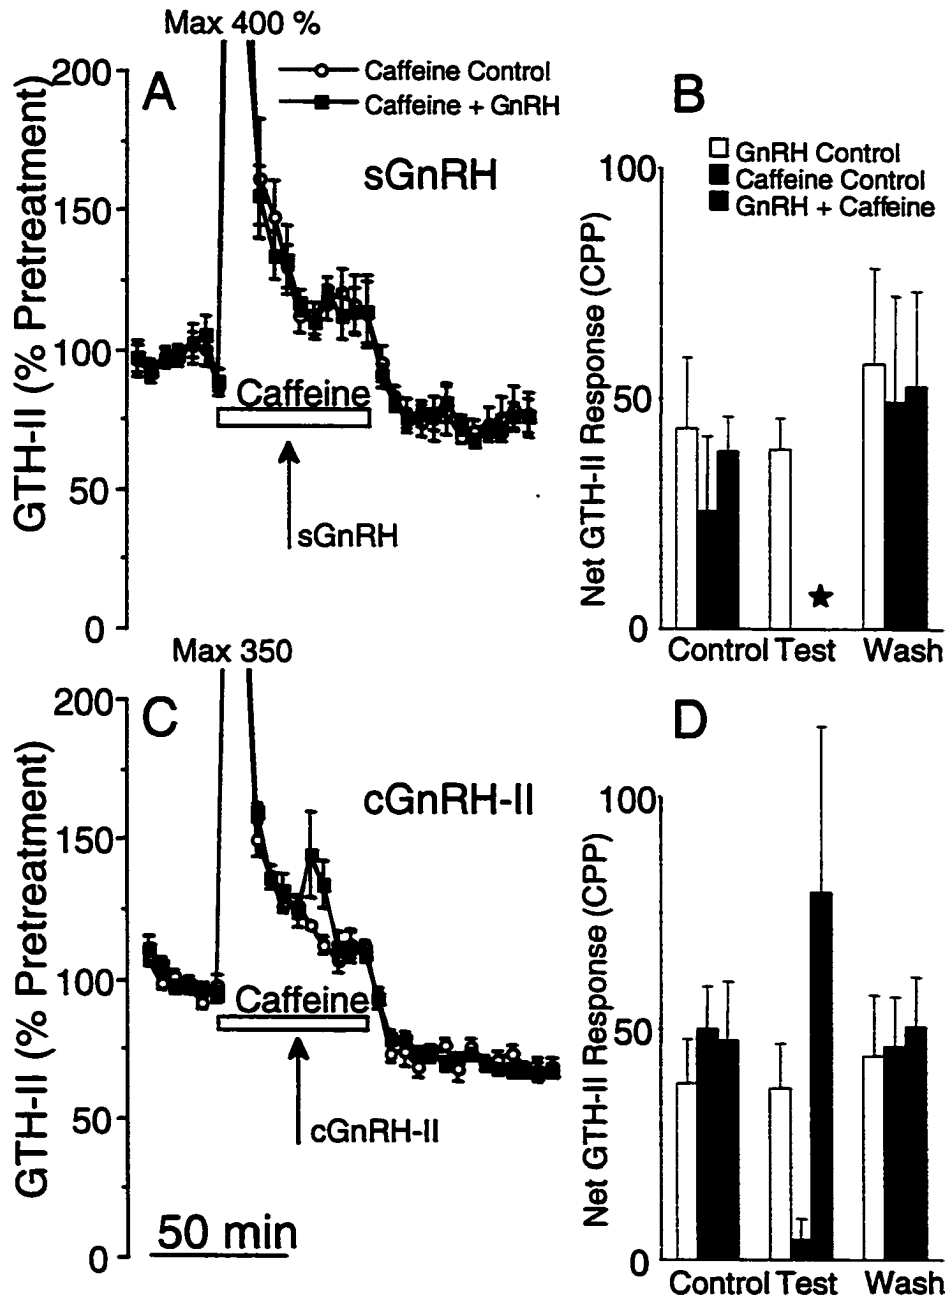 Max 400 %
A
200
150
100
50
0
GTH-II (% Pretreatment)
Caffeine Control
Caffeine + GnRH
sGnRH
Caffeine
sGnRH
B
GnRH Control
Caffeine Control
GnRH + Caffeine
100
50
0
Net GTH-II Response (CPP)
Control Test Wash
Max 350
C
200
150
100
50
0
GTH-II (% Pretreatment)
cGnRH-II
Caffeine
cGnRH-II
50 min
D
100
50
0
Net GTH-II Response (CPP)
Control Test Wash